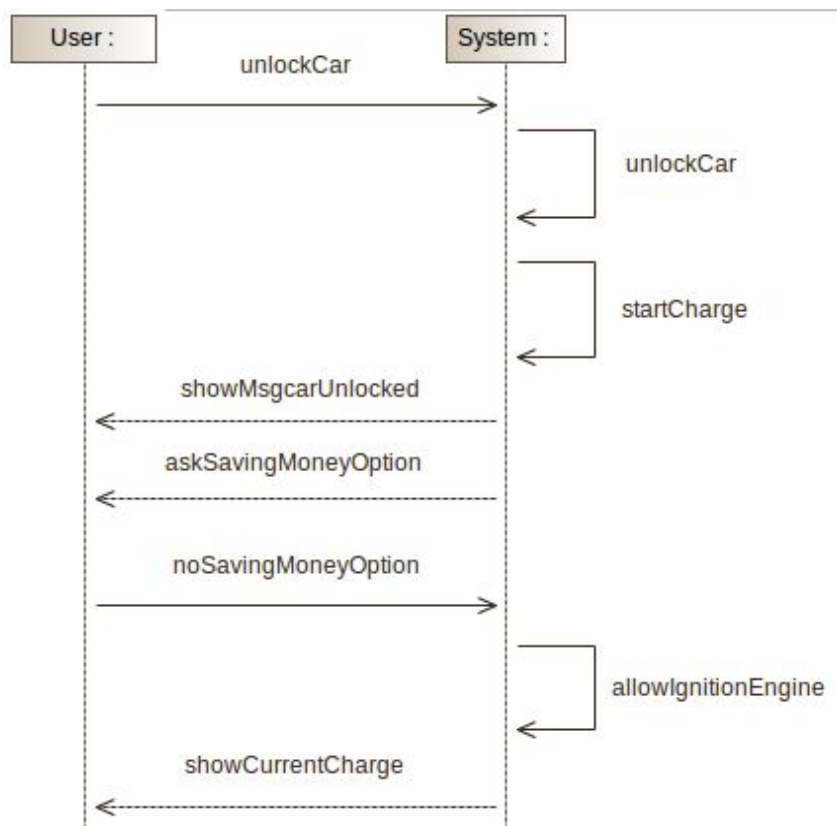 User :
System :
unlockCar
unlockCar
startCharge
showMsgcarUnlocked
askSavingMoneyOption
noSavingMoneyOption
allowIgnitionEngine
showCurrentCharge